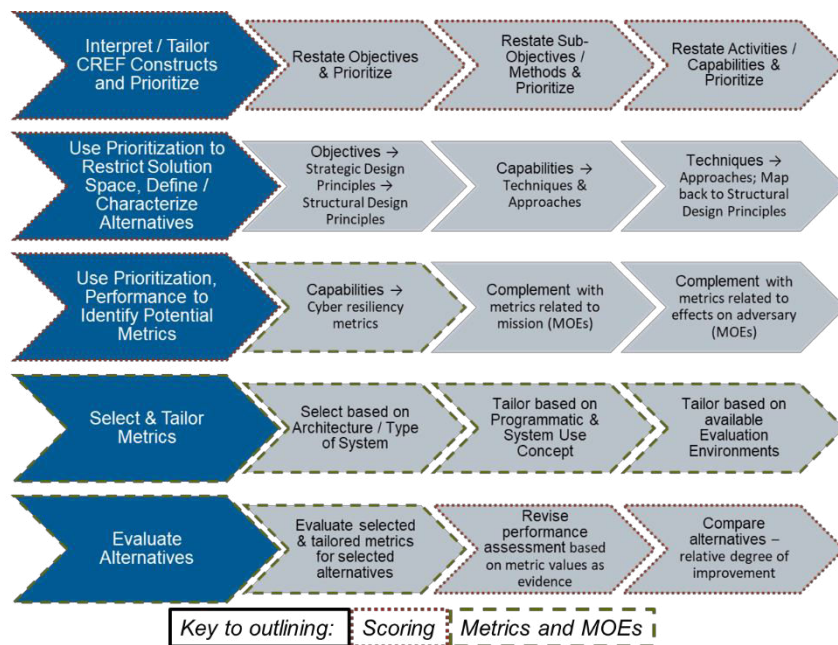 Interpret / Tailor
CREF Constructs
and Prioritize
Restate Objectives
& Prioritize
Restate Sub-
Objectives /
Methods &
Prioritize
Restate Activities /
Capabilities &
Prioritize
Use Prioritization to
Restrict Solution
Space, Define /
Characterize
Alternatives
Objectives →
Strategic Design
Principles →
Structural Design
Principles
Capabilities →
Techniques &
Approaches
Techniques →
Approaches; Map
back to Structural
Design Principles
Use Prioritization,
Performance to
Identify Potential
Metrics
Capabilities →
Cyber resiliency
metrics
Complement with
metrics related to
mission (MOEs)
Complement with
metrics related to
effects on adversary
(MOEs)
Select & Tailor
Metrics
Select based on
Architecture / Type
of System
Tailor based on
Programmatic &
System Use
Concept
Tailor based on
available
Evaluation
Environments
Evaluate
Alternatives
Evaluate selected
& tailored metrics
for selected
alternatives
Revise
performance
assessment based
on metric values as
evidence
Compare
alternatives –
relative degree of
improvement
Key to outlining:
Scoring
Metrics and MOEs